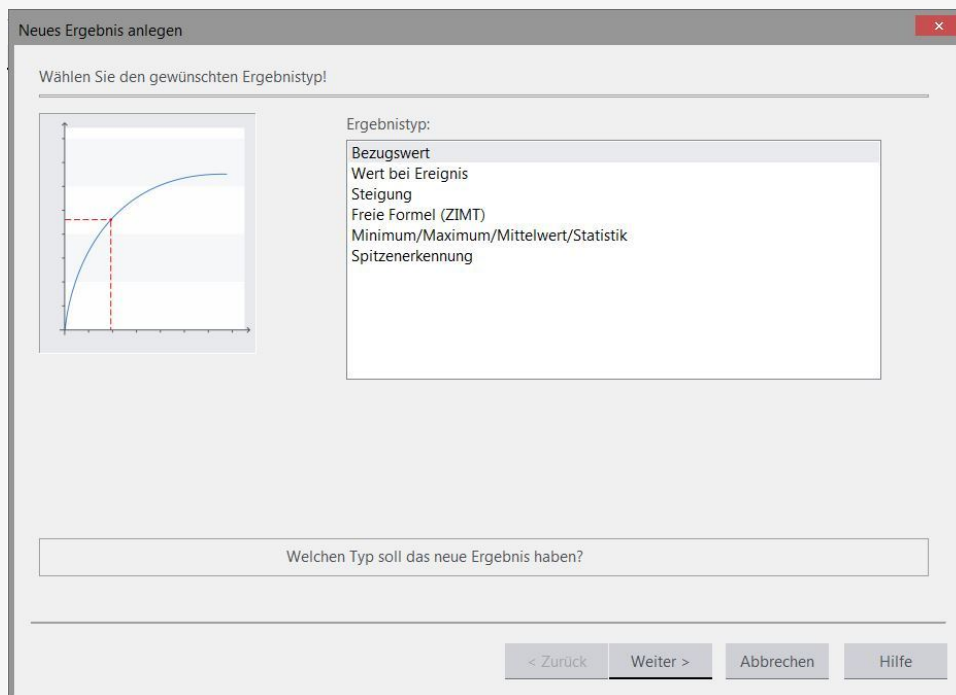 Neues Ergebnis anlegen
Wählen Sie den gewünschten Ergebnistyp!
Ergebnistyp:
Bezugswert
Wert bei Ereignis
Steigung
Freie Formel (ZIMT)
Minimum/Maximum/Mittelwert/Statistik
Spitzenerkennung
Welchen Typ soll das neue Ergebnis haben?
< Zurück Weiter > Abbrechen Hilfe